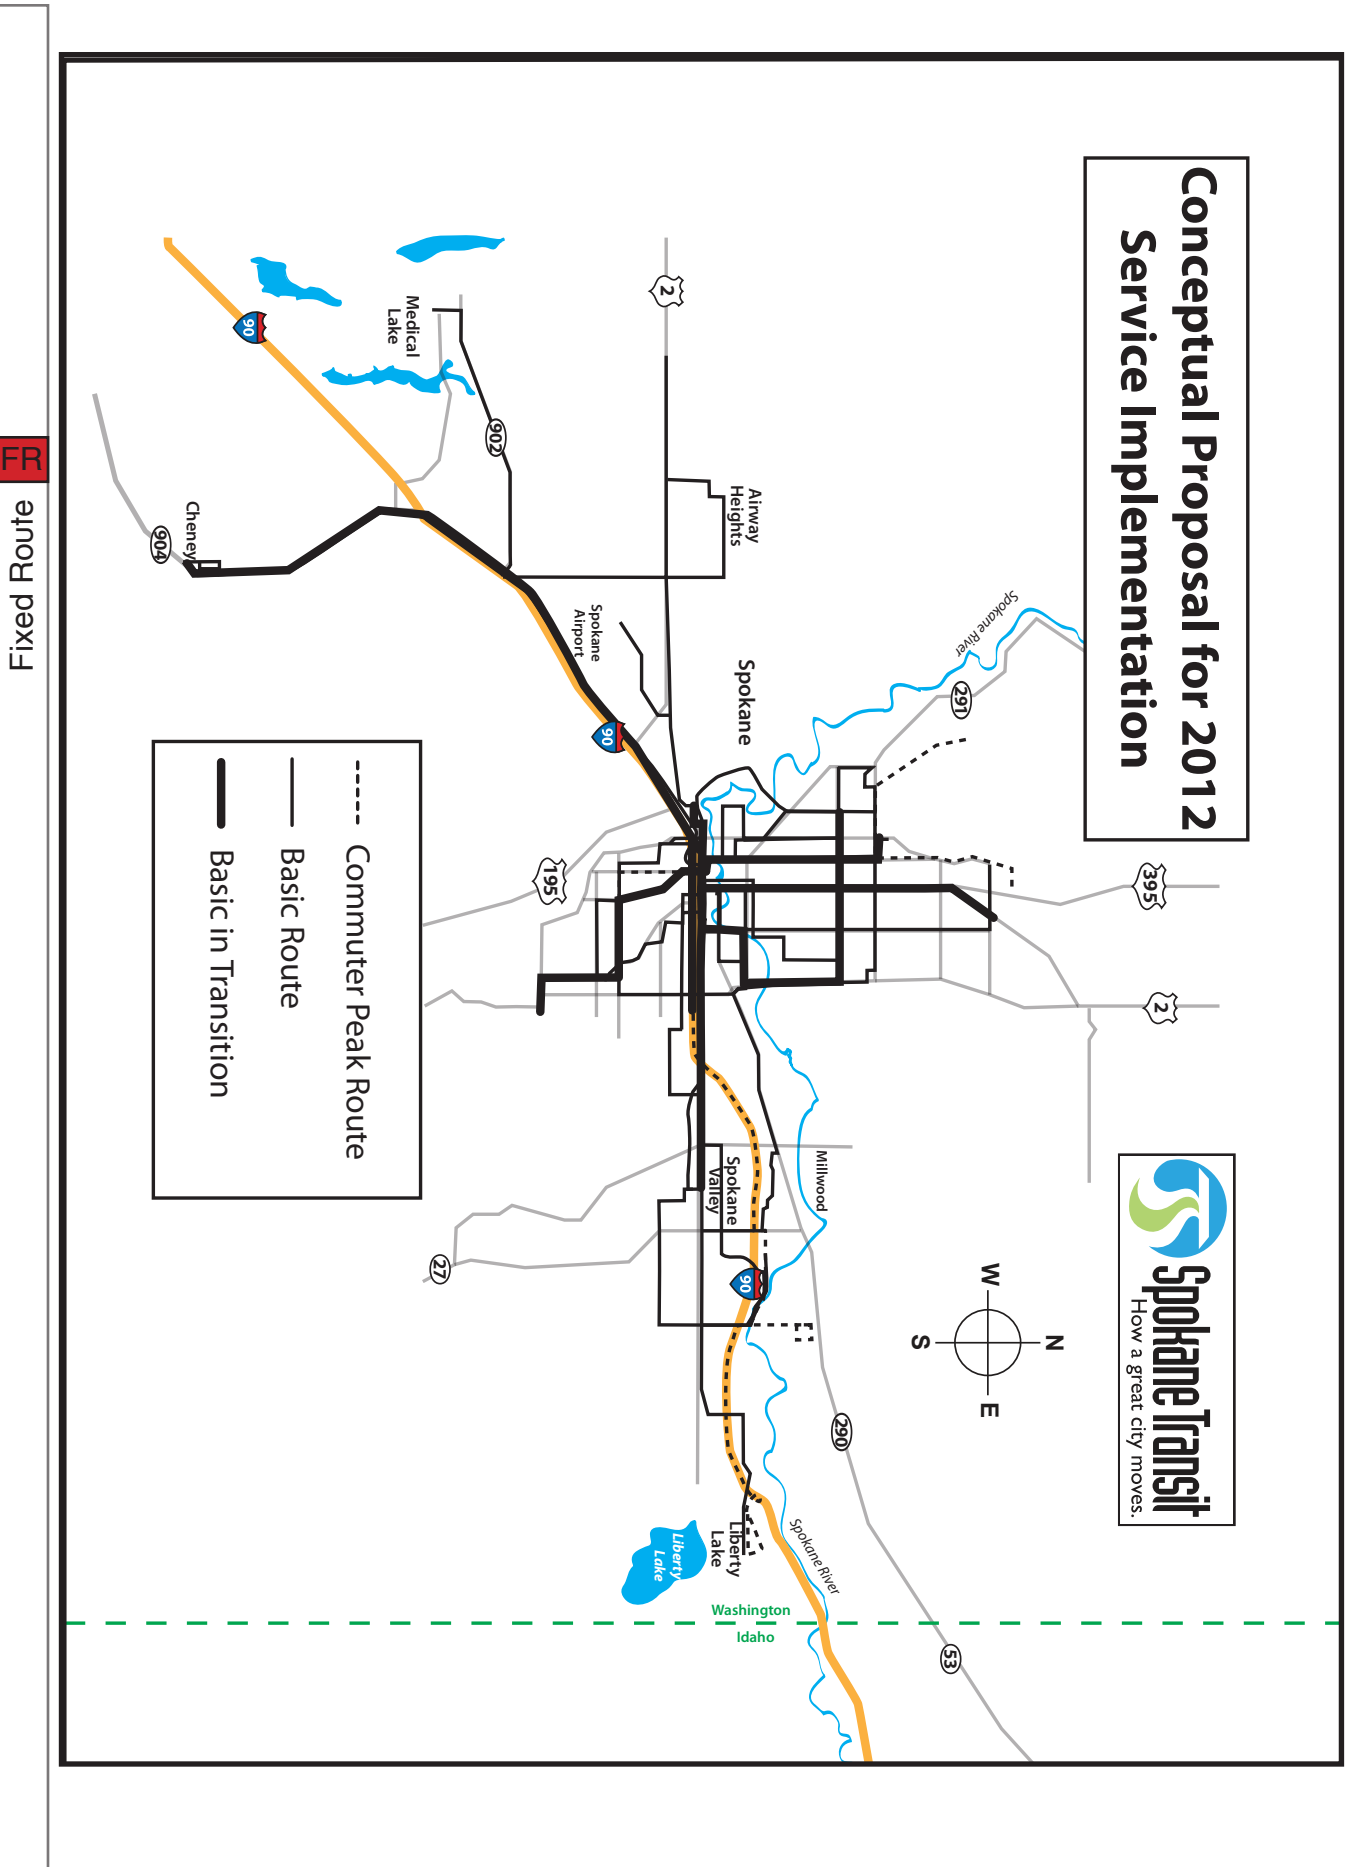 Conceptual Proposal for 2012
Service Implementation
SpokaneTransit
How a great city moves.
N
W
E
S
395
2
291
Spokane River
2
Airway
Heights
Spokane
Millwood
290
53
Spokane River
Medical
Lake
902
Spokane
Airport
90
90
Spokane
Valley
90
Liberty
Lake
Liberty
Lake
Washington
Idaho
Cheney
904
195
27
Commuter Peak Route
Basic Route
Basic in Transition
FR
Fixed Route